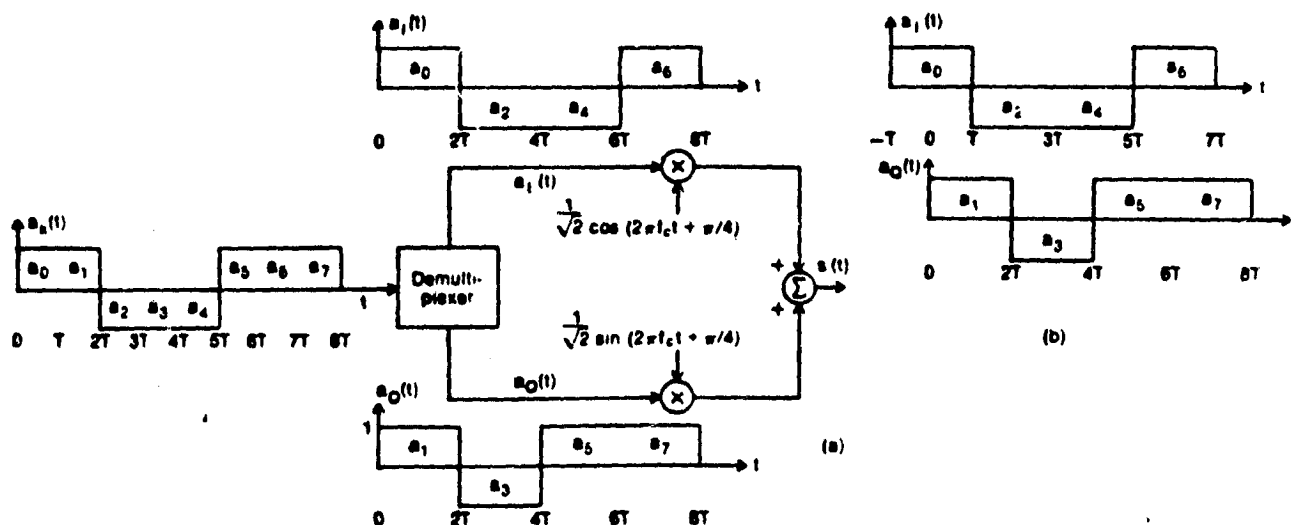 a_I(t)
a_0
a_6
t
a_2 a_4
0 2T 4T 6T 8T
a_I(t)
1/√2 cos (2πf_ct + π/4)
a_k(t)
a_0 a_1
a_5 a_6 a_7
t
a_2 a_3 a_4
0 T 2T 3T 4T 5T 6T 7T 8T
Demulti-
plexer
+
Σ
s(t)
+
1/√2 sin (2πf_ct + π/4)
a_Q(t)
×
×
a_Q(t)
1
a_1
a_5 a_7
t
a_3
0 2T 4T 6T 8T
(a)
a_I(t)
a_0
a_6
t
a_2 a_4
-T 0 T 3T 5T 7T
a_Q(t)
a_1
a_5 a_7
a_3
0 2T 4T 6T 8T
(b)